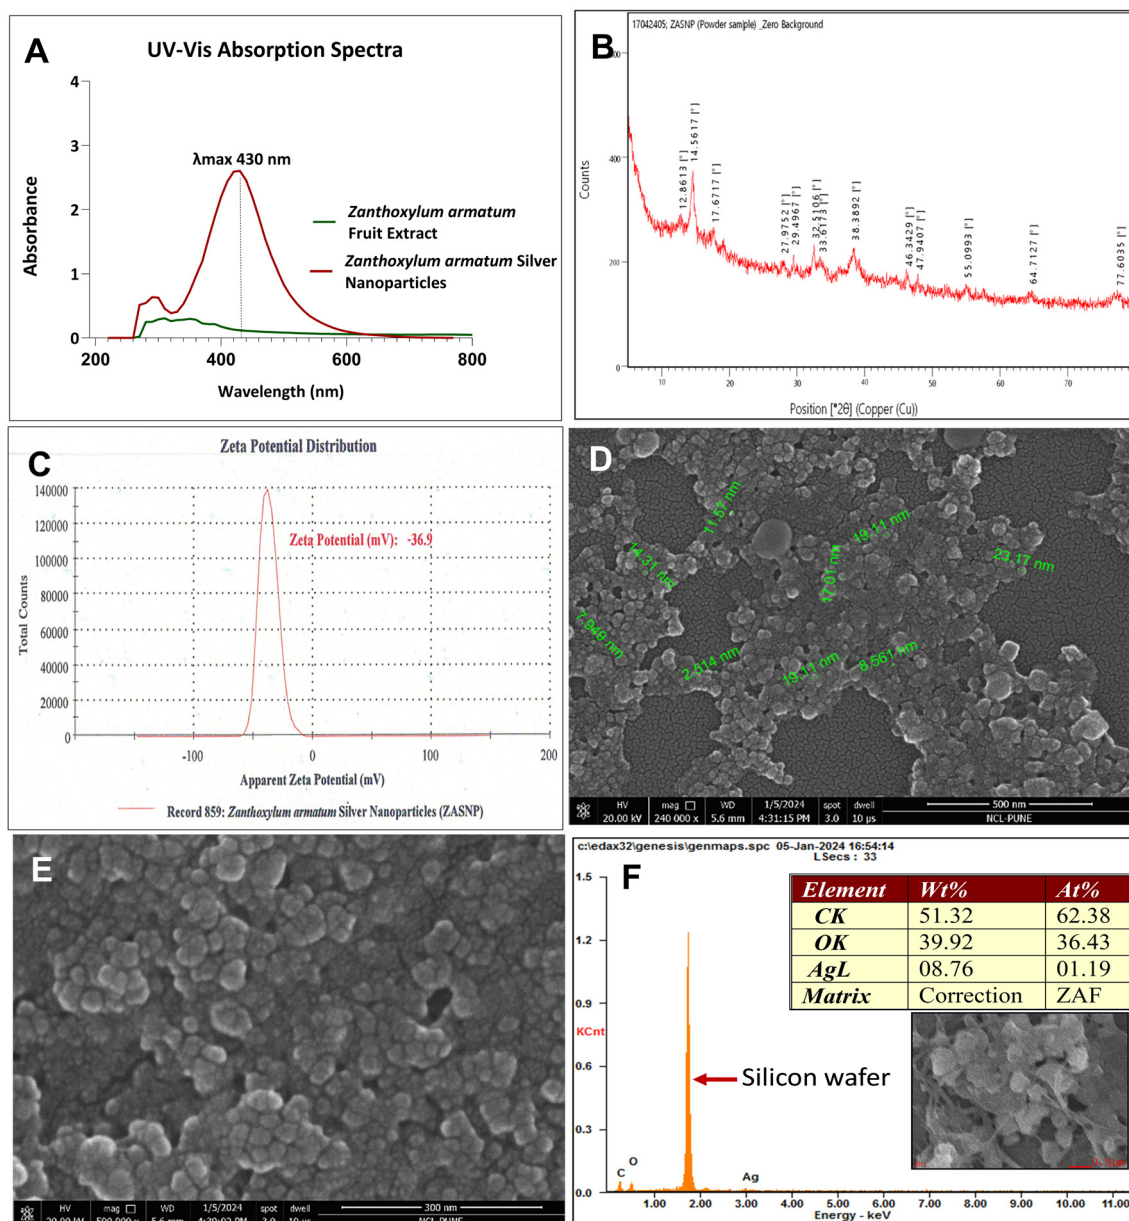 A
UV-Vis Absorption Spectra
4
3
2
1
0
Absorbance
λmax 430 nm
Zanthoxylum armatum
Fruit Extract
Zanthoxylum armatum Silver
Nanoparticles
200
400
600
800
Wavelength (nm)
B
17042405; ZASNP (Powder sample) _Zero Background
Counts
400
200
0
12.8613 [°]
14.5617 [°]
17.6717 [°]
27.9752 [°]
29.4967 [°]
32.5106 [°]
33.6173 [°]
38.3892 [°]
46.3429 [°]
47.9407 [°]
55.0993 [°]
64.7127 [°]
77.6035 [°]
10
20
30
40
50
60
70
Position [°2θ] (Copper (Cu))
C
Zeta Potential Distribution
140000
120000
100000
80000
60000
40000
20000
0
Total Counts
Zeta Potential (mV): -36.9
-100
0
100
200
Apparent Zeta Potential (mV)
Record 859: Zanthoxylum armatum Silver Nanoparticles (ZASNP)
D
11.57 nm
19.11 nm
14.31 nm
23.17 nm
17.01 nm
7.949 nm
2.514 nm
19.11 nm
8.561 nm
HV mag WD 1/5/2024 spot dwell 500 nm
20.00 kV 240 000 x 5.6 mm 4:31:15 PM 3.0 10 µs NCL-PUNE
E
HV mag WD 1/5/2024 spot dwell 300 nm
F
c:\edax32\genesis\genmaps.spc 05-Jan-2024 16:54:14
LSecs : 33
1.5
1.2
0.9
KCnt
0.6
0.3
0.0
Element Wt% At%
CK 51.32 62.38
OK 39.92 36.43
AgL 08.76 01.19
Matrix Correction ZAF
Silicon wafer
C
O
Ag
1.00 2.00 3.00 4.00 5.00 6.00 7.00 8.00 9.00 10.00 11.00
Energy - keV